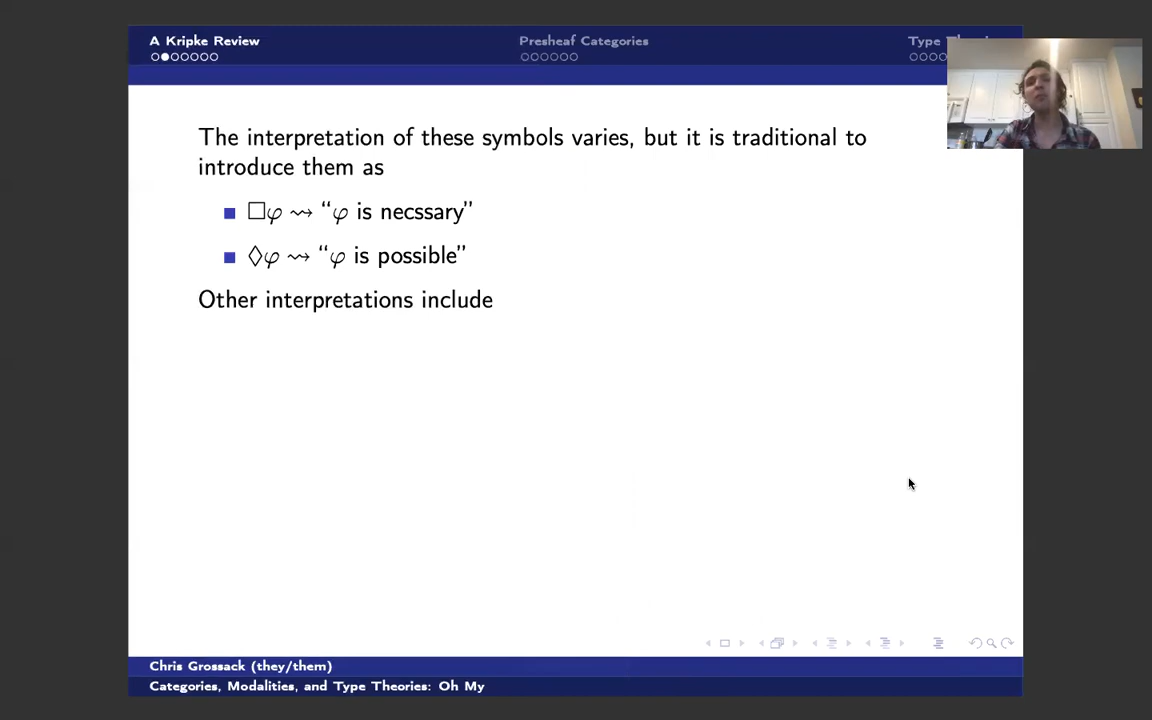 A Kripke Review
Presheaf Categories
Type
The interpretation of these symbols varies, but it is traditional to
introduce them as
□φ ⇝ “φ is necssary”
◊φ ⇝ “φ is possible”
Other interpretations include
Chris Grossack (they/them)
Categories, Modalities, and Type Theories: Oh My